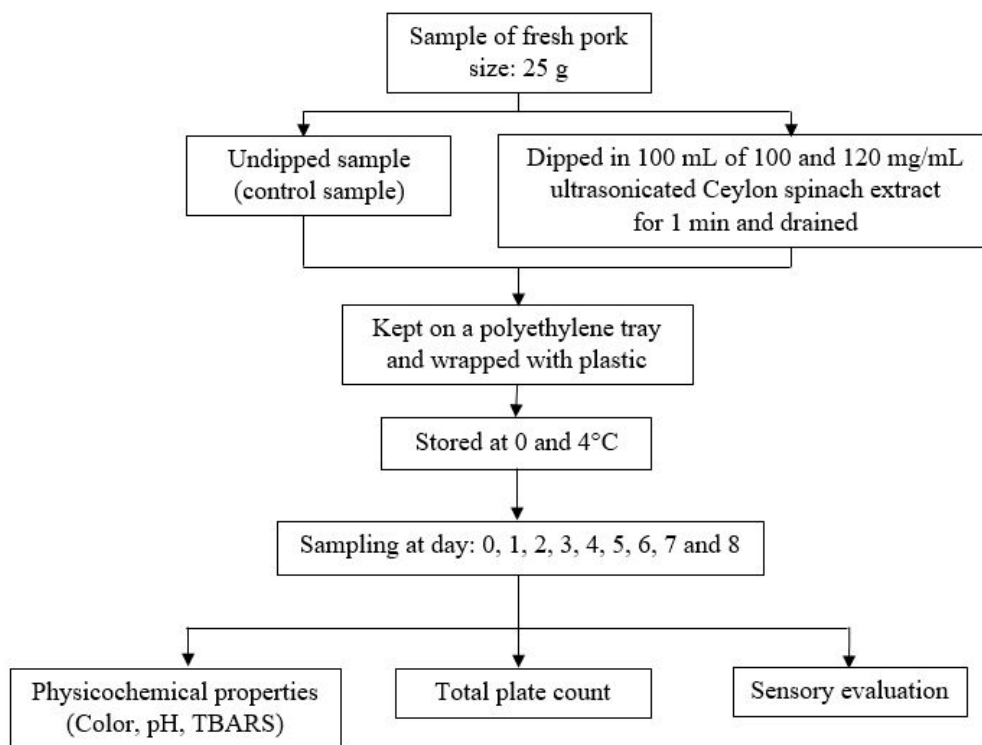 Sample of fresh pork
size: 25 g
Undipped sample
(control sample)
Dipped in 100 mL of 100 and 120 mg/mL
ultrasonicated Ceylon spinach extract
for 1 min and drained
Kept on a polyethylene tray
and wrapped with plastic
Stored at 0 and 4°C
Sampling at day: 0, 1, 2, 3, 4, 5, 6, 7 and 8
Physicochemical properties
(Color, pH, TBARS)
Total plate count
Sensory evaluation